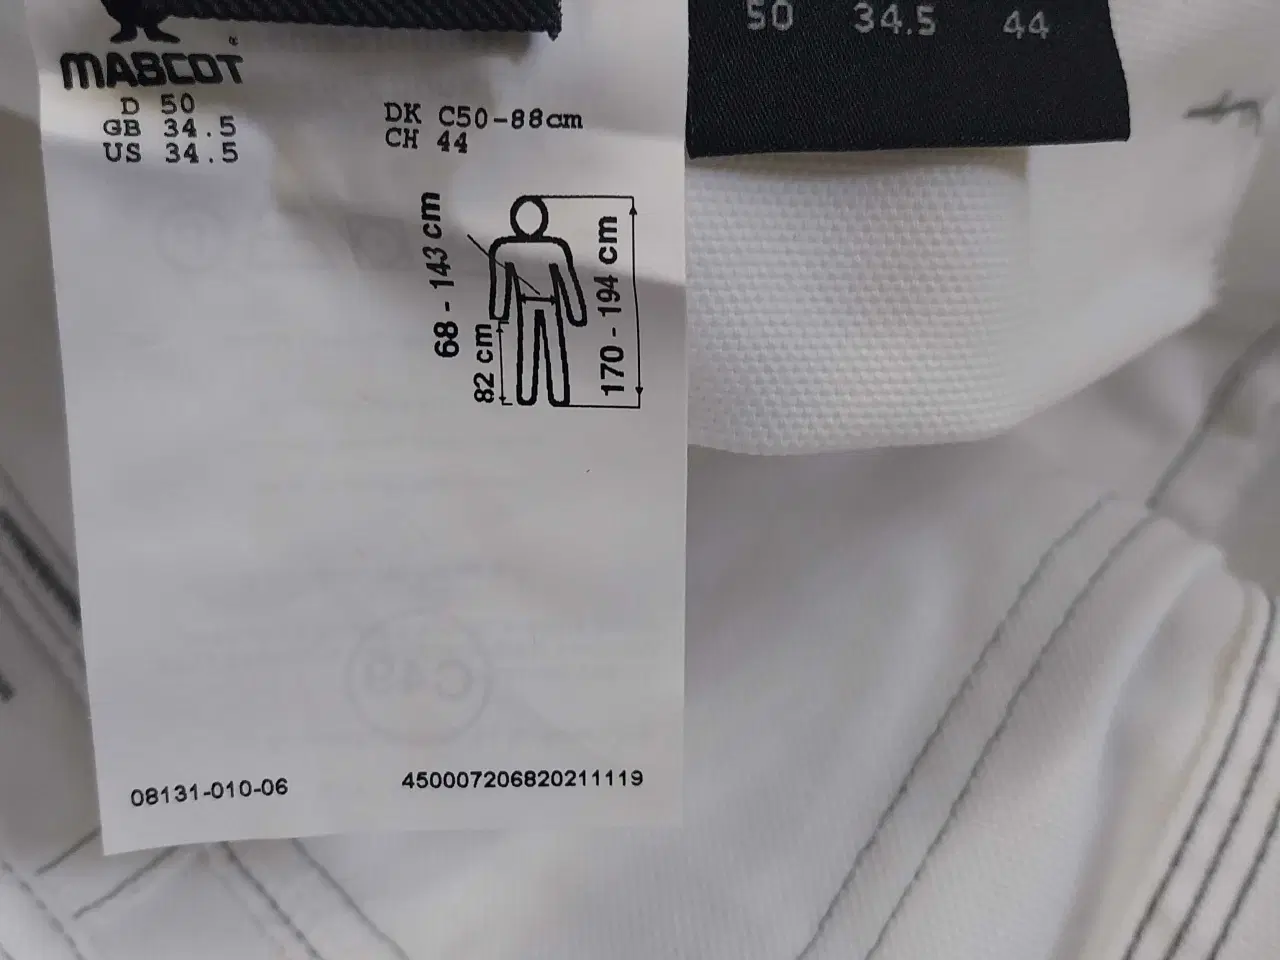 MASCOT®
D 50
GB 34.5
US 34.5
DK C50-88cm
CH 44
68 - 143 cm
82 cm
170 - 194 cm
C49
08131-010-06
450007206820211119
50 34.5 44